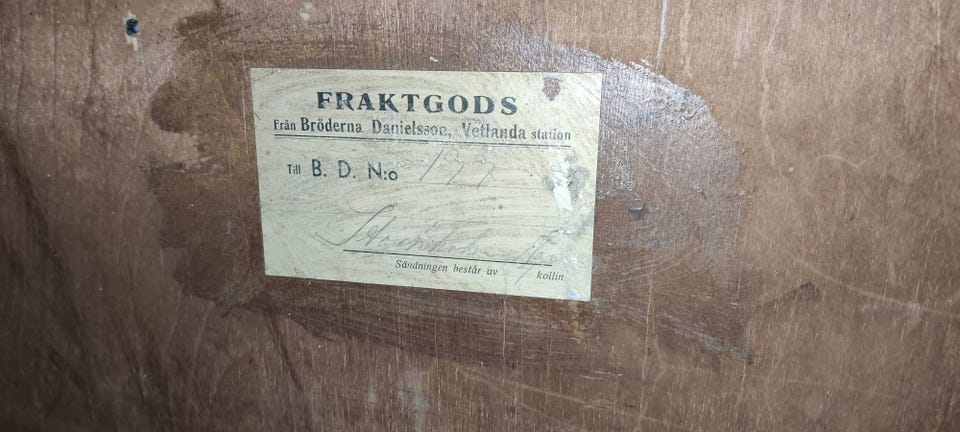 FRAKTGODS
Från Bröderna Danielsson, Vetlanda station
Till B. D. N:o
Sändningen består av kollin